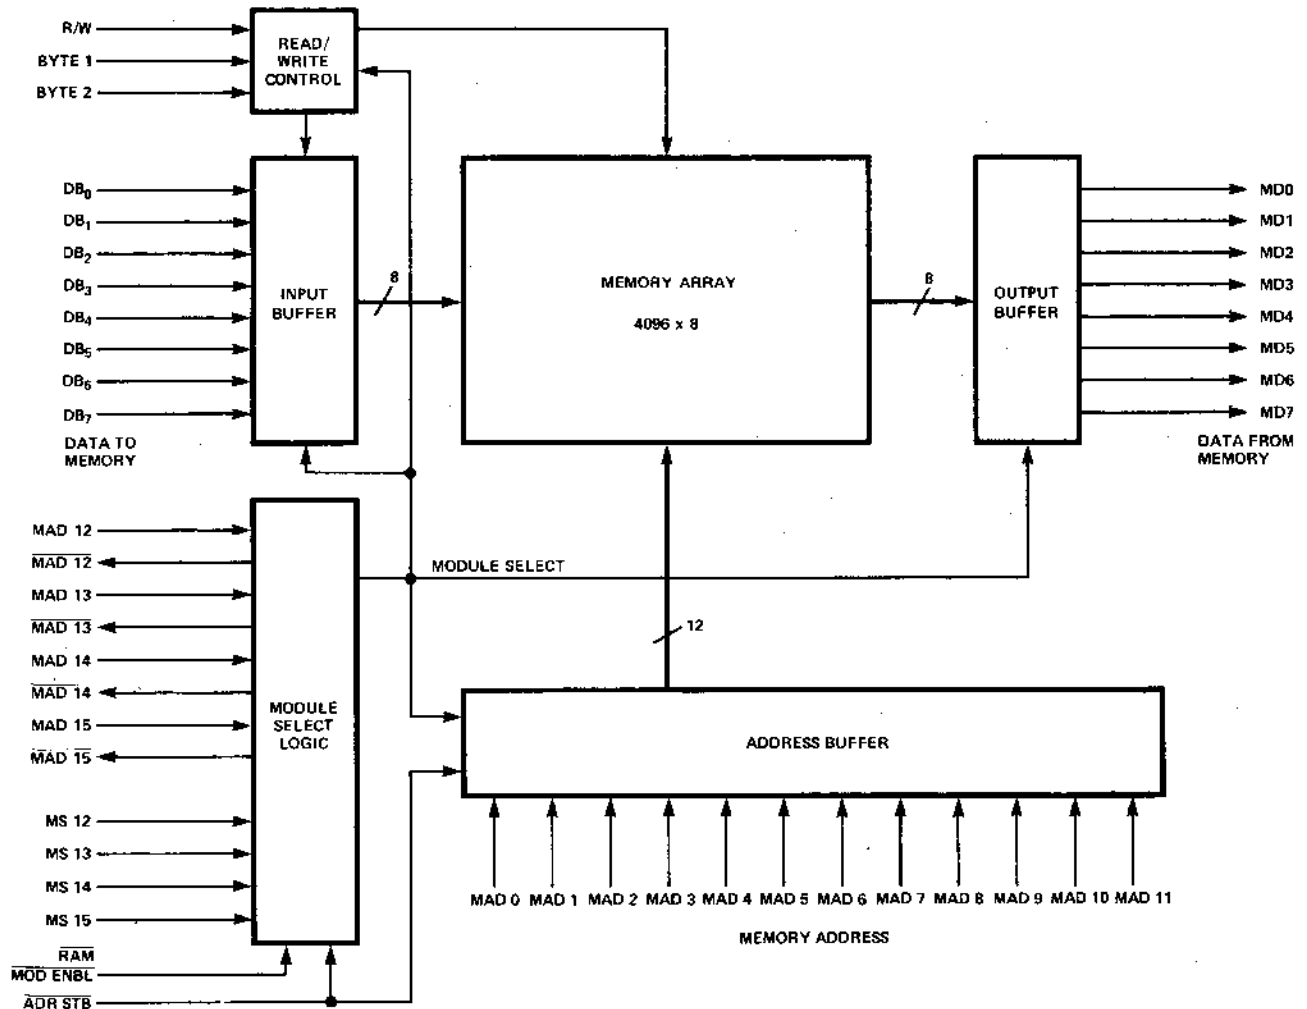 R/W
BYTE 1
BYTE 2
READ/
WRITE
CONTROL
DB0
DB1
DB2
DB3
DB4
DB5
DB6
DB7
DATA TO
MEMORY
INPUT
BUFFER
8
MEMORY ARRAY
4096 x 8
8
OUTPUT
BUFFER
MD0
MD1
MD2
MD3
MD4
MD5
MD6
MD7
DATA FROM
MEMORY
MAD 12
MAD 12
MAD 13
MAD 13
MAD 14
MAD 14
MAD 15
MAD 15
MS 12
MS 13
MS 14
MS 15
RAM
MOD ENBL
ADR STB
MODULE
SELECT
LOGIC
MODULE SELECT
12
ADDRESS BUFFER
MAD 0 MAD 1 MAD 2 MAD 3 MAD 4 MAD 5 MAD 6 MAD 7 MAD 8 MAD 9 MAD 10 MAD 11
MEMORY ADDRESS